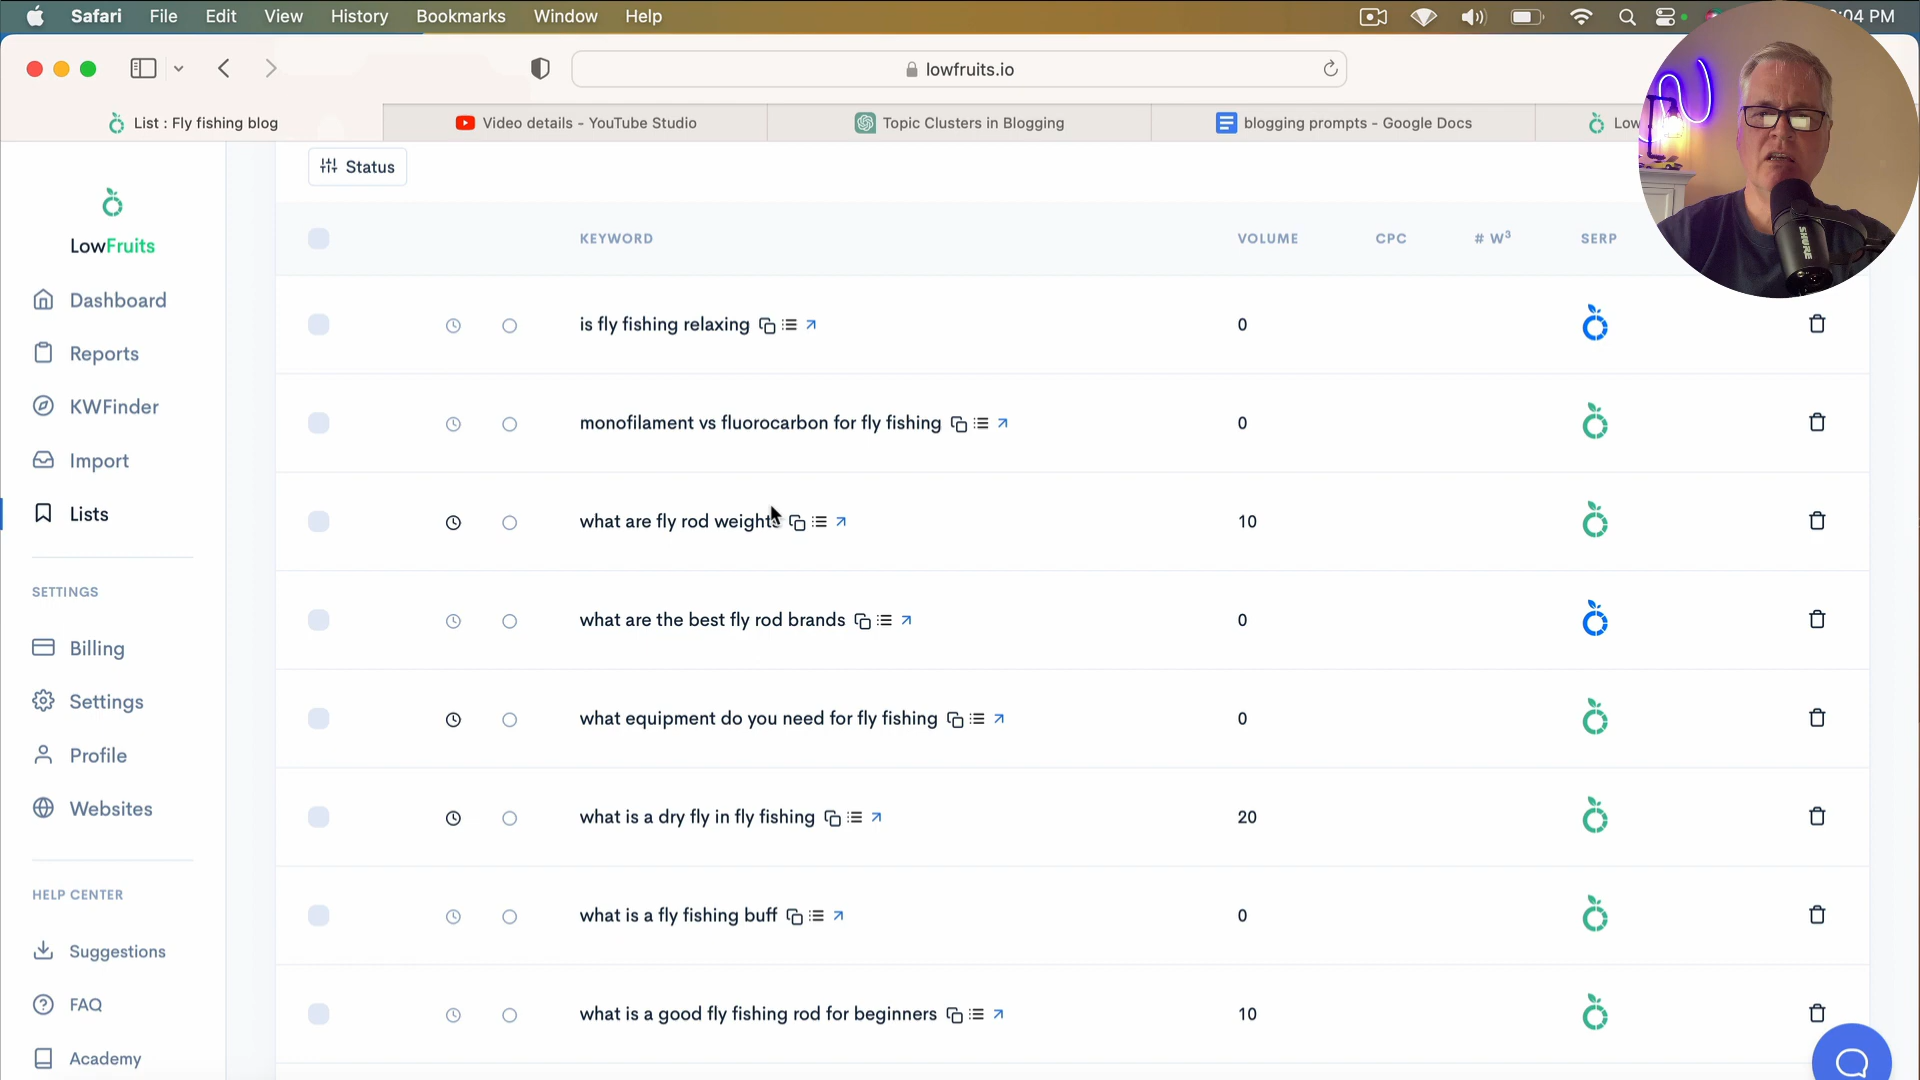 Safari File Edit View History Bookmarks Window Help
:04 PM
lowfruits.io
List : Fly fishing blog
Video details - YouTube Studio
Topic Clusters in Blogging
blogging prompts - Google Docs
Low
Status
LowFruits
KEYWORD VOLUME CPC # W³ SERP
Dashboard
Reports
KWFinder
Import
Lists
SETTINGS
Billing
Settings
Profile
Websites
HELP CENTER
Suggestions
FAQ
Academy
is fly fishing relaxing 0
monofilament vs fluorocarbon for fly fishing 0
what are fly rod weights 10
what are the best fly rod brands 0
what equipment do you need for fly fishing 0
what is a dry fly in fly fishing 20
what is a fly fishing buff 0
what is a good fly fishing rod for beginners 10
SHURE